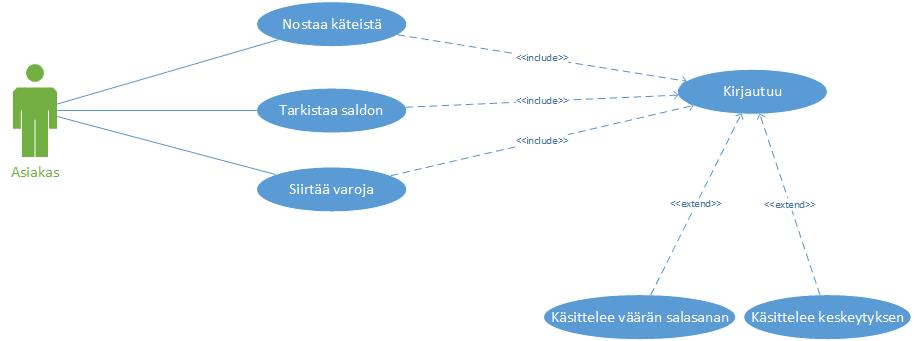 Nostaa käteistä
<<include>>
Kirjautuu
Tarkistaa saldon
<<include>>
<<include>>
Asiakas
Siirtää varoja
<<extend>>
<<extend>>
Käsittelee väärän salasanan
Käsittelee keskeytyksen